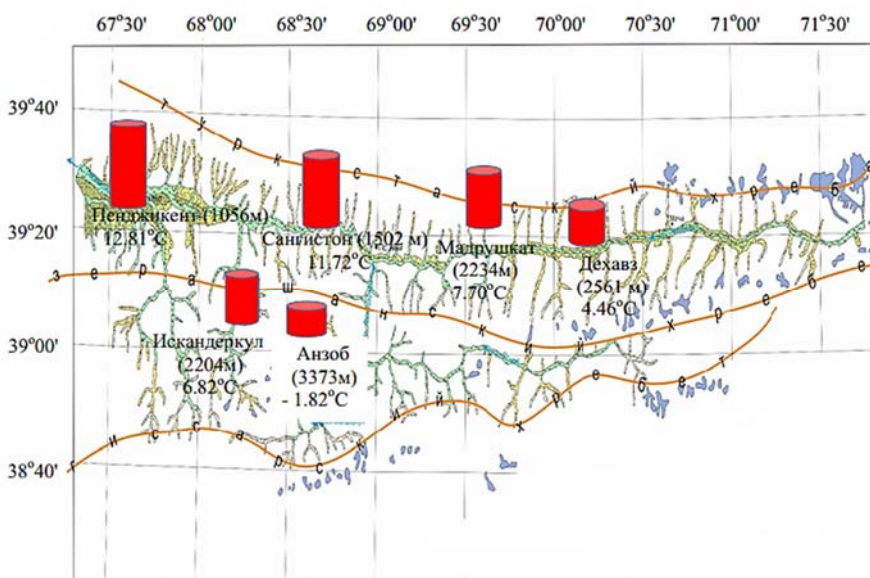 67°30' 68°00' 68°30' 69°00' 69°30' 70°00' 70°30' 71°00' 71°30'
39°40'
туркестанский хребет
Пенджикент (1056м)
12.81°C
39°20'
Сангистон (1502 м)
11.72°C
Мадрушкат
(2234м)
7.70°C
Дехавз
(2561 м)
4.46°C
зеравшанский хребет
39°00'
Искандеркул
(2204м)
6.82°C
Анзоб
(3373м)
- 1.82°C
гиссарский хребет
38°40'